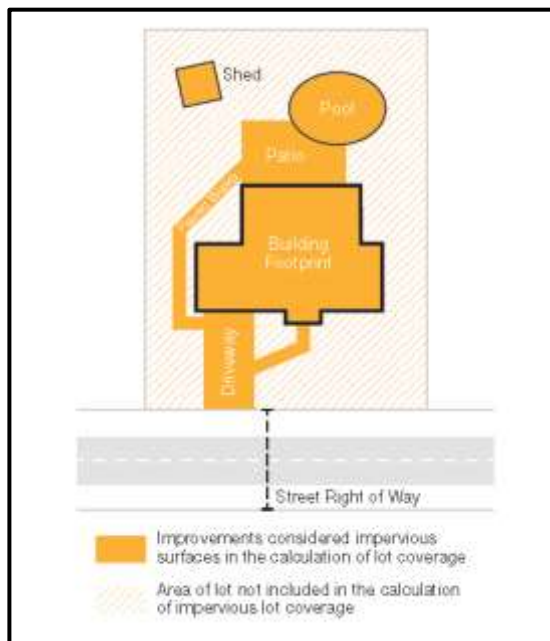 Shed
Pool
Patio
Building
Footprint
Driveway
Street Right of Way
Improvements considered impervious
surfaces in the calculation of lot coverage
Area of lot not included in the calculation
of impervious lot coverage